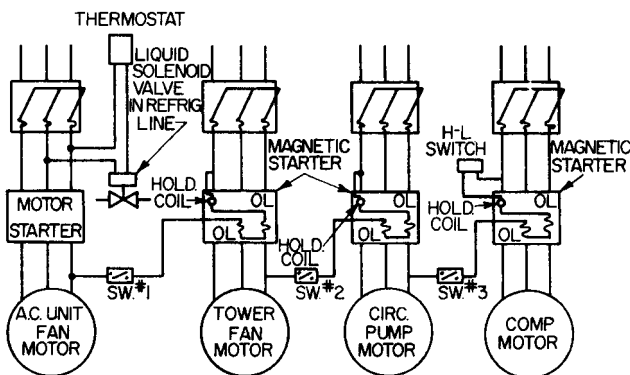 THERMOSTAT
LIQUID
SOLENOID
VALVE
IN REFRIG
LINE
H-L
SWITCH
MAGNETIC
STARTER
MAGNETIC
STARTER
MOTOR
STARTER
HOLD.
COIL
OL
OL
HOLD.
COIL
OL
OL
HOLD.
COIL
OL
OL
SW.#1
SW.#2
SW.#3
A.C. UNIT
FAN
MOTOR
TOWER
FAN
MOTOR
CIRC.
PUMP
MOTOR
COMP
MOTOR